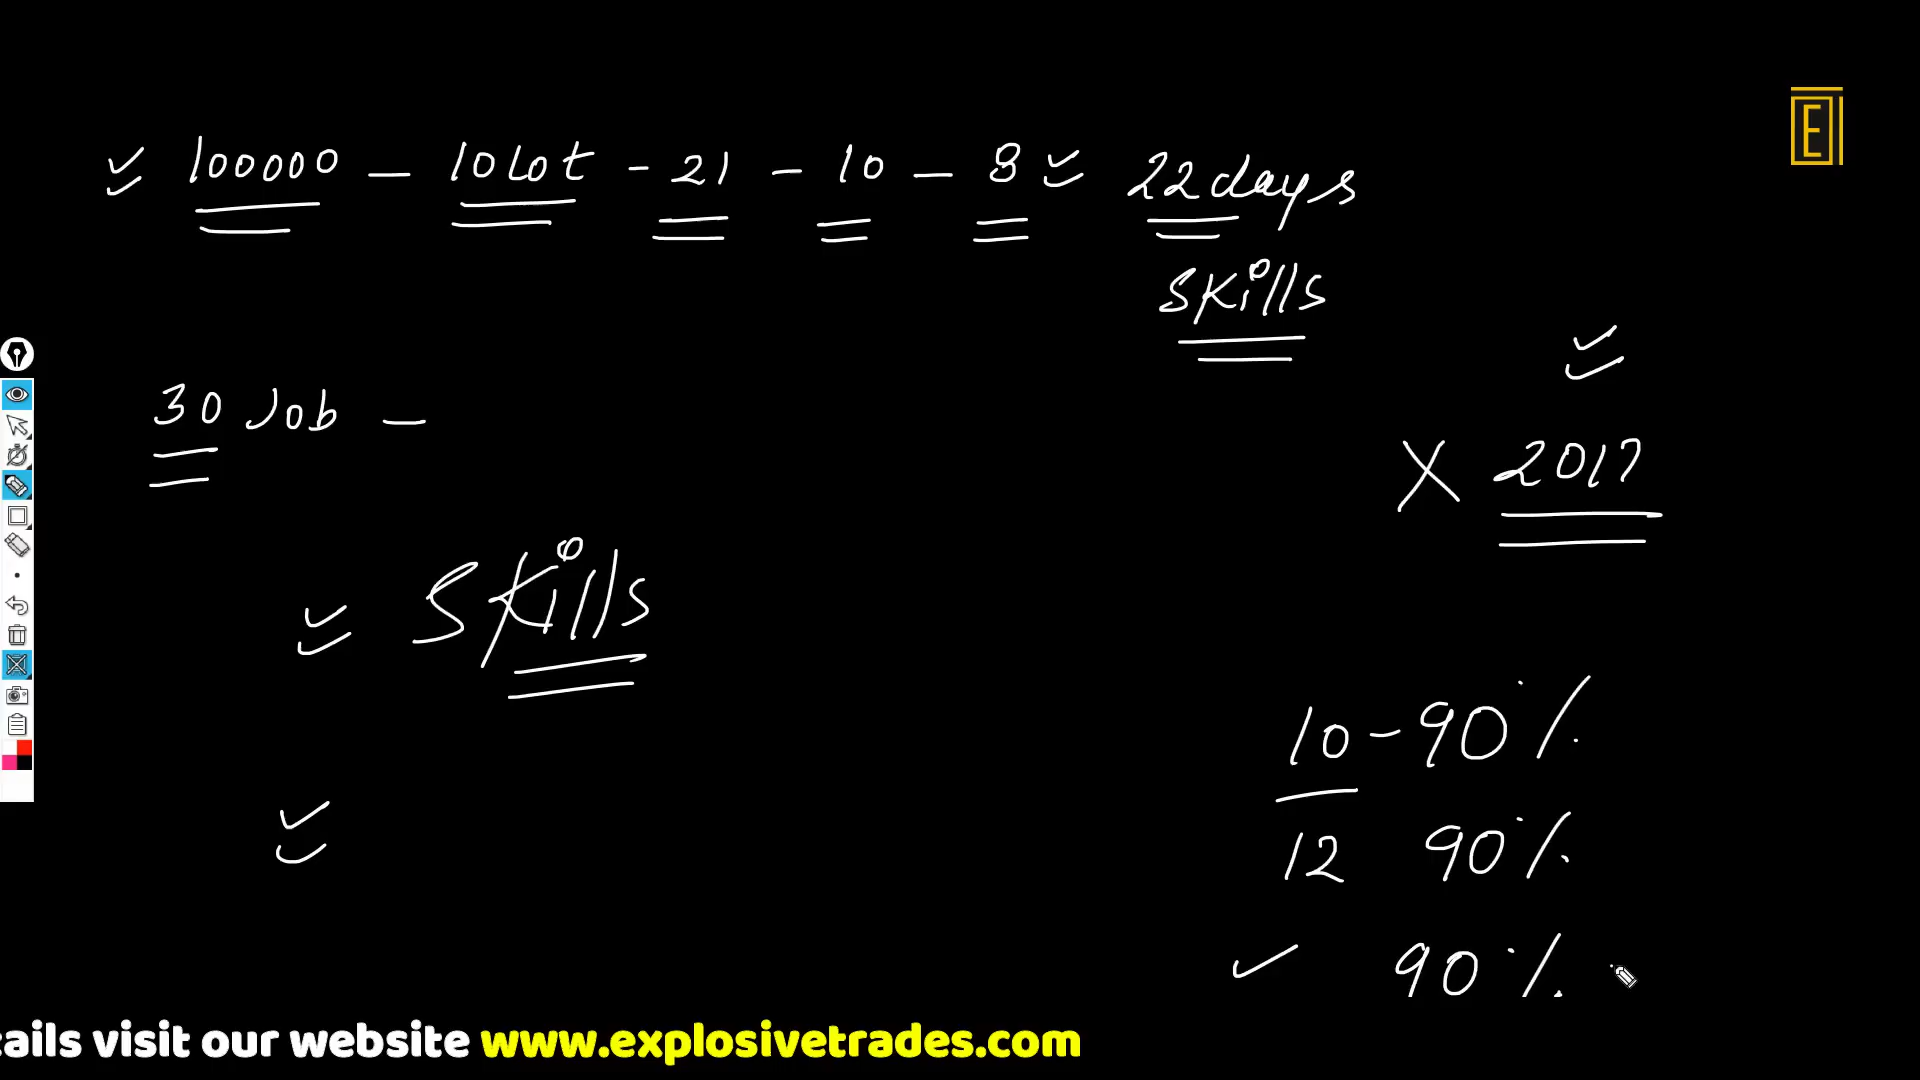 100000 - 10 Lot - 21 - 10 - 8 22 days
Skills
30 Job -
X 2017
Skills
10 - 90%
12 90%
90%
E
tails visit our website www.explosivetrades.com